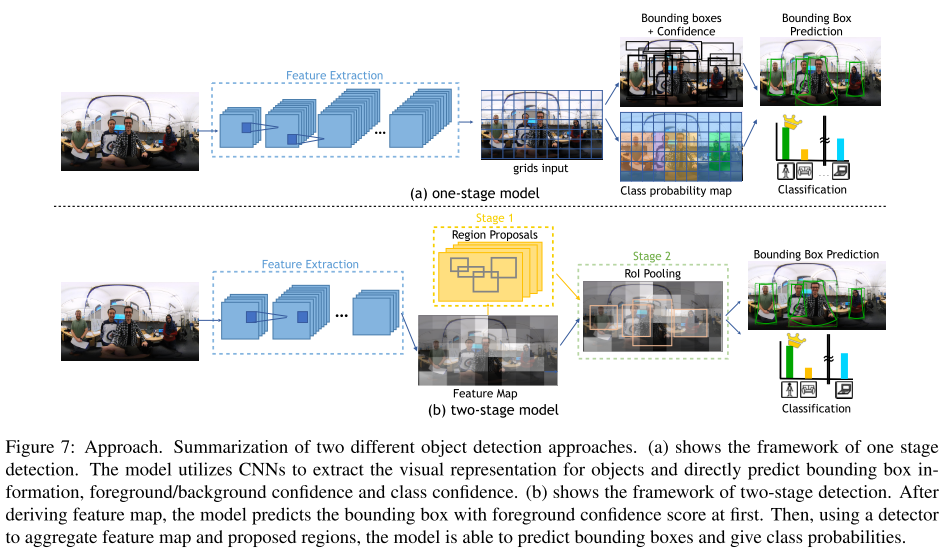 Bounding boxes
+ Confidence
Bounding Box
Prediction
Feature Extraction
...
grids input
Class probability map
Classification
(a) one-stage model
Stage 1
Region Proposals
Stage 2
Feature Extraction
RoI Pooling
Bounding Box Prediction
...
Feature Map
Classification
(b) two-stage model
Figure 7: Approach. Summarization of two different object detection approaches. (a) shows the framework of one stage
detection. The model utilizes CNNs to extract the visual representation for objects and directly predict bounding box in-
formation, foreground/background confidence and class confidence. (b) shows the framework of two-stage detection. After
deriving feature map, the model predicts the bounding box with foreground confidence score at first. Then, using a detector
to aggregate feature map and proposed regions, the model is able to predict bounding boxes and give class probabilities.